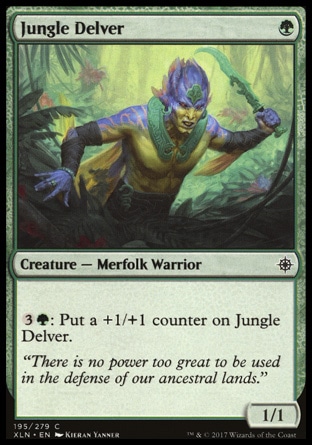 Jungle Delver
Creature — Merfolk Warrior
3: Put a +1/+1 counter on Jungle
Delver.
“There is no power too great to be used
in the defense of our ancestral lands.”
1/1
195/279 C
XLN • EN Kieran Yanner
™ & © 2017 Wizards of the Coast